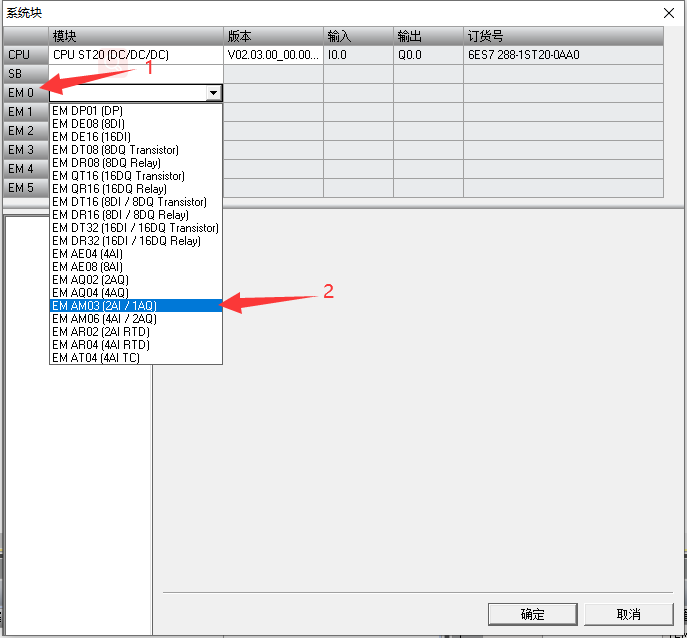 系统块
模块 版本 输入 输出 订货号
CPU CPU ST20 (DC/DC/DC) V02.03.00_00.00... I0.0 Q0.0 6ES7 288-1ST20-0AA0
SB 1
EM 0
EM 1 EM DP01 (DP)
EM DE08 (8DI)
EM 2 EM DE16 (16DI)
EM DT08 (8DQ Transistor)
EM 3 EM DR08 (8DQ Relay)
EM 4 EM QT16 (16DQ Transistor)
EM 5 EM QR16 (16DQ Relay)
EM DT16 (8DI / 8DQ Transistor)
EM DR16 (8DI / 8DQ Relay)
EM DT32 (16DI / 16DQ Transistor)
EM DR32 (16DI / 16DQ Relay)
EM AE04 (4AI)
EM AE08 (8AI)
EM AQ02 (2AQ)
EM AQ04 (4AQ)
EM AM03 (2AI / 1AQ) 2
EM AM06 (4AI / 2AQ)
EM AR02 (2AI RTD)
EM AR04 (4AI RTD)
EM AT04 (4AI TC)
确定 取消